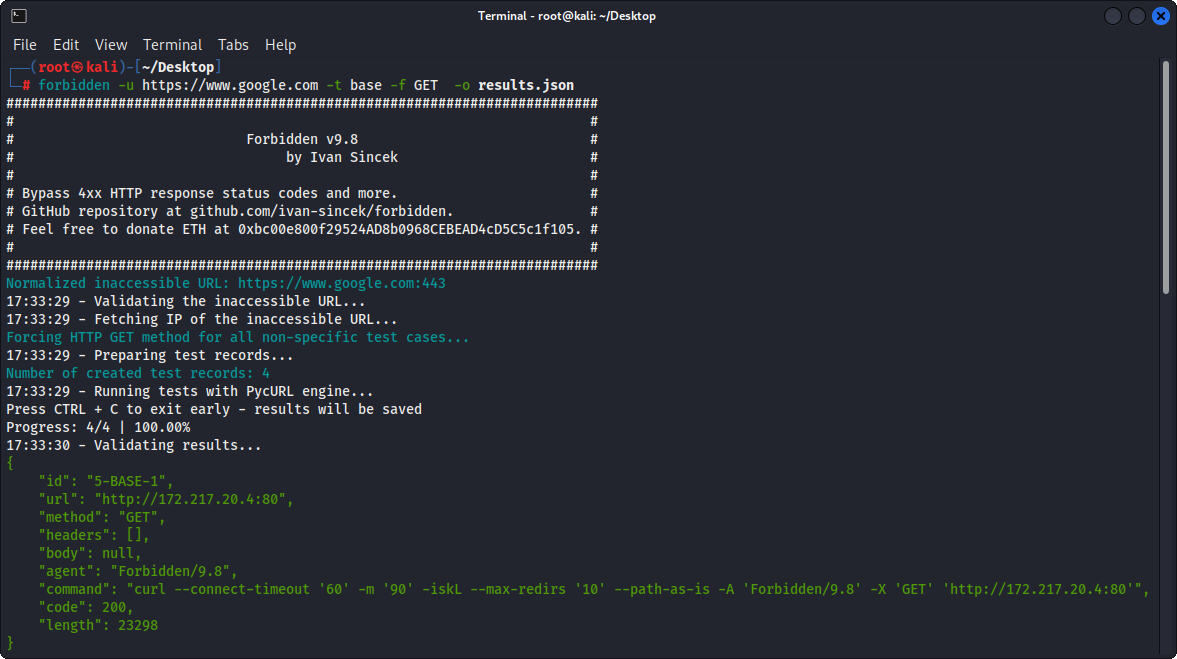 Terminal - root@kali: ~/Desktop
File Edit View Terminal Tabs Help
┌──(root㉿kali)-[~/Desktop]
└─# forbidden -u https://www.google.com -t base -f GET  -o results.json
##########################################################################
#                                                                        #
#                             Forbidden v9.8                             #
#                                  by Ivan Sincek                        #
#                                                                        #
# Bypass 4xx HTTP response status codes and more.                        #
# GitHub repository at github.com/ivan-sincek/forbidden.                 #
# Feel free to donate ETH at 0xbc00e800f29524AD8b0968CEBEAD4cD5C5c1f105. #
#                                                                        #
##########################################################################
Normalized inaccessible URL: https://www.google.com:443
17:33:29 - Validating the inaccessible URL...
17:33:29 - Fetching IP of the inaccessible URL...
Forcing HTTP GET method for all non-specific test cases...
17:33:29 - Preparing test records...
Number of created test records: 4
17:33:29 - Running tests with PycURL engine...
Press CTRL + C to exit early - results will be saved
Progress: 4/4 | 100.00%
17:33:30 - Validating results...
{
    "id": "5-BASE-1",
    "url": "http://172.217.20.4:80",
    "method": "GET",
    "headers": [],
    "body": null,
    "agent": "Forbidden/9.8",
    "command": "curl --connect-timeout '60' -m '90' -iskL --max-redirs '10' --path-as-is -A 'Forbidden/9.8' -X 'GET' 'http://172.217.20.4:80'",
    "code": 200,
    "length": 23298
}